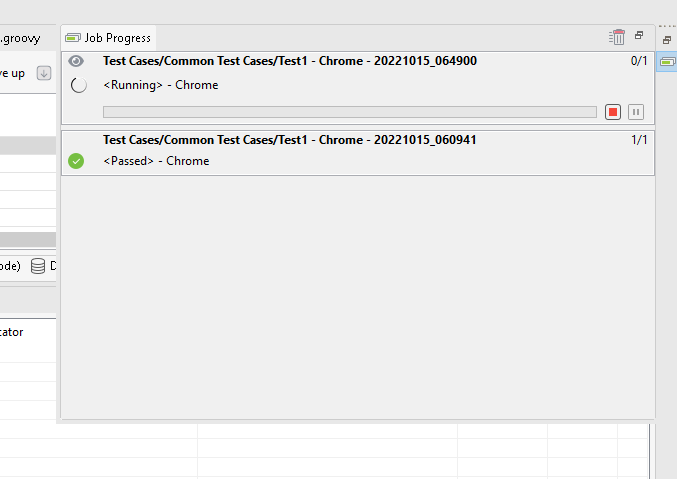 .groovy
Job Progress
ve up
Test Cases/Common Test Cases/Test1 - Chrome - 20221015_064900
0/1
<Running> - Chrome
Test Cases/Common Test Cases/Test1 - Chrome - 20221015_060941
1/1
<Passed> - Chrome
ode)
D
cator